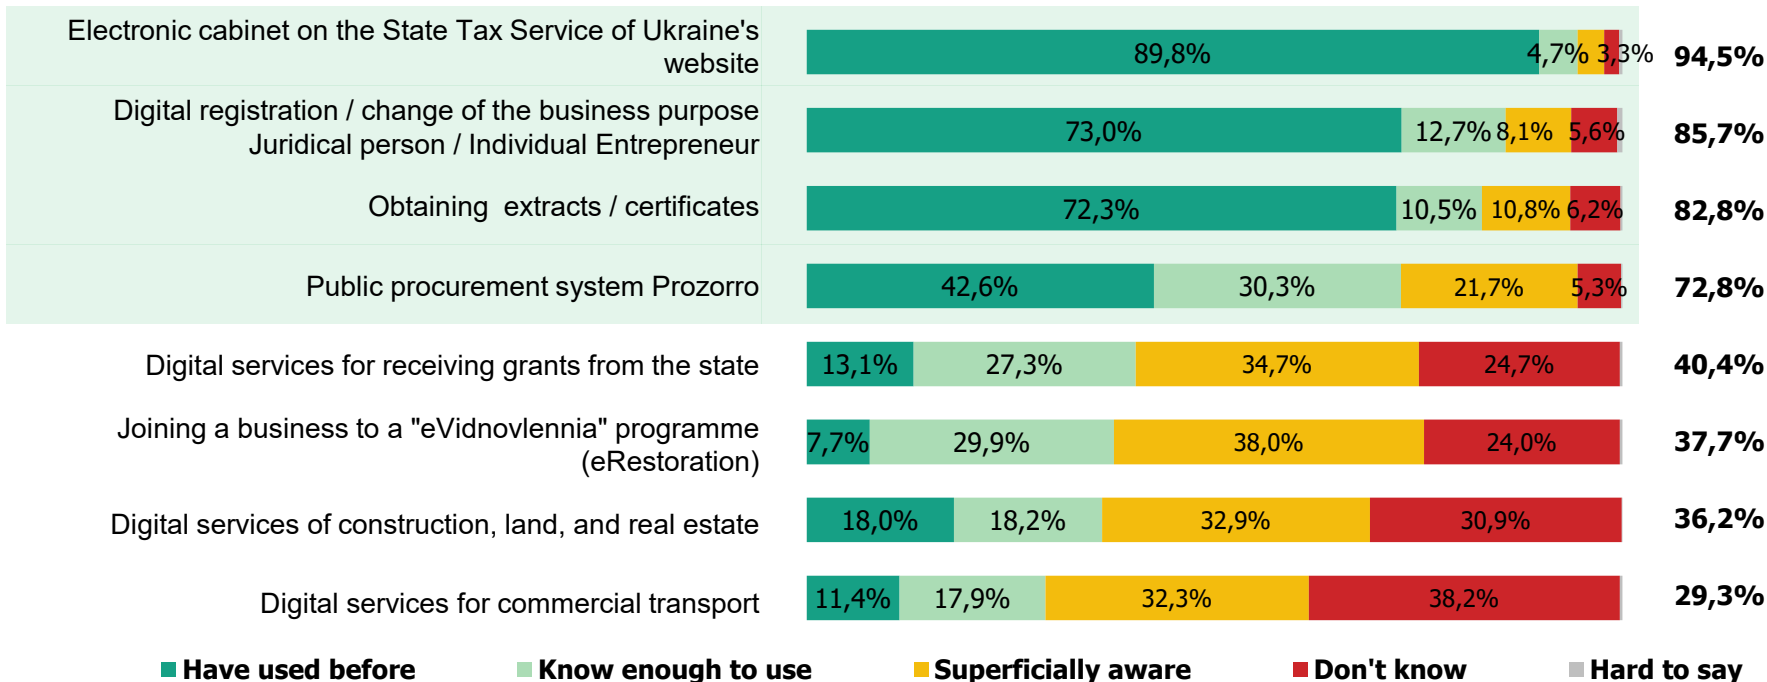 Electronic cabinet on the State Tax Service of Ukraine's
website
89,8% 4,7% 3,3% 94,5%
Digital registration / change of the business purpose
Juridical person / Individual Entrepreneur
73,0% 12,7% 8,1% 5,6% 85,7%
Obtaining extracts / certificates
72,3% 10,5% 10,8% 6,2% 82,8%
Public procurement system Prozorro
42,6% 30,3% 21,7% 5,3% 72,8%
Digital services for receiving grants from the state
13,1% 27,3% 34,7% 24,7% 40,4%
Joining a business to a "eVidnovlennia" programme
(eRestoration)
7,7% 29,9% 38,0% 24,0% 37,7%
Digital services of construction, land, and real estate
18,0% 18,2% 32,9% 30,9% 36,2%
Digital services for commercial transport
11,4% 17,9% 32,3% 38,2% 29,3%
Have used before Know enough to use Superficially aware Don't know Hard to say